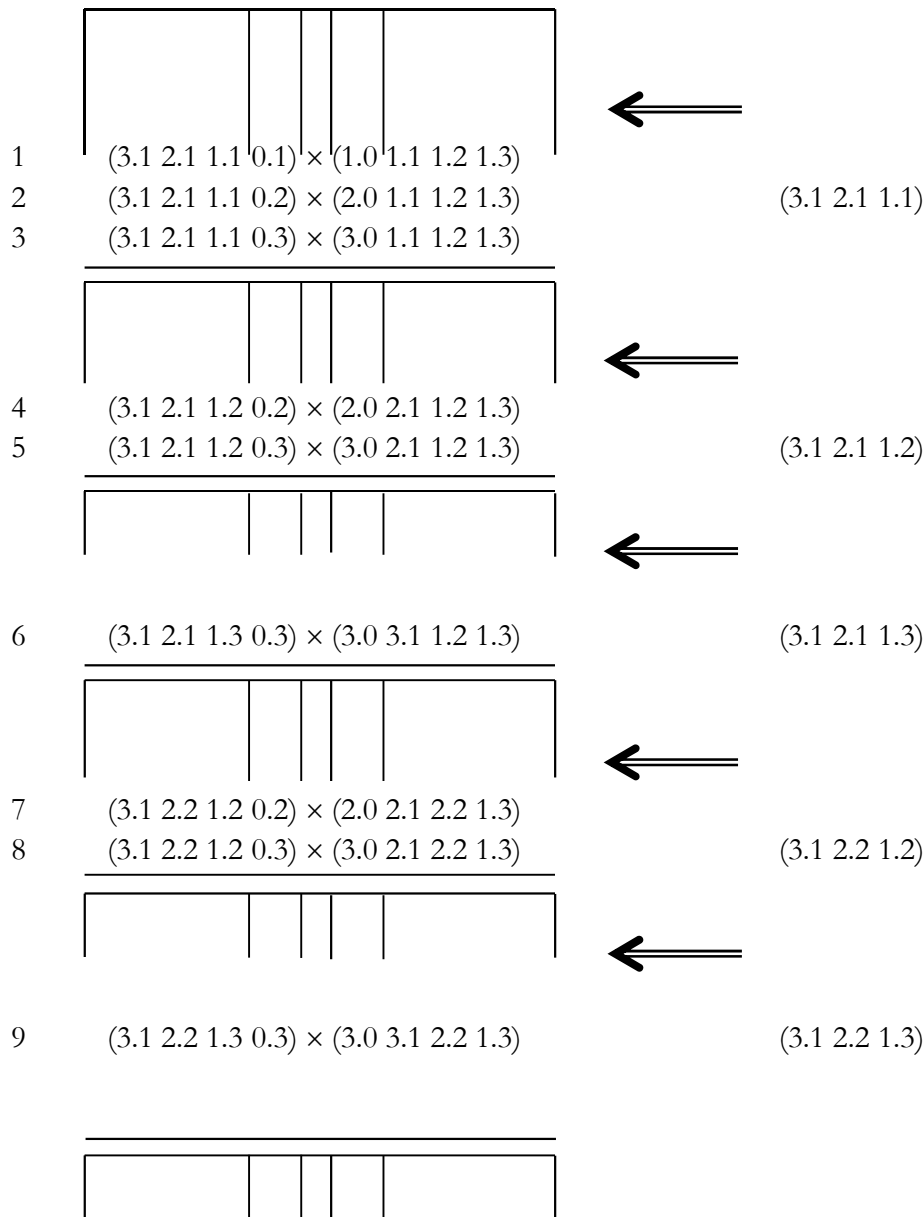 1 (3.1 2.1 1.1 0.1) × (1.0 1.1 1.2 1.3)
2 (3.1 2.1 1.1 0.2) × (2.0 1.1 1.2 1.3) (3.1 2.1 1.1)
3 (3.1 2.1 1.1 0.3) × (3.0 1.1 1.2 1.3)
4 (3.1 2.1 1.2 0.2) × (2.0 2.1 1.2 1.3)
5 (3.1 2.1 1.2 0.3) × (3.0 2.1 1.2 1.3) (3.1 2.1 1.2)
6 (3.1 2.1 1.3 0.3) × (3.0 3.1 1.2 1.3) (3.1 2.1 1.3)
7 (3.1 2.2 1.2 0.2) × (2.0 2.1 2.2 1.3)
8 (3.1 2.2 1.2 0.3) × (3.0 2.1 2.2 1.3) (3.1 2.2 1.2)
9 (3.1 2.2 1.3 0.3) × (3.0 3.1 2.2 1.3) (3.1 2.2 1.3)